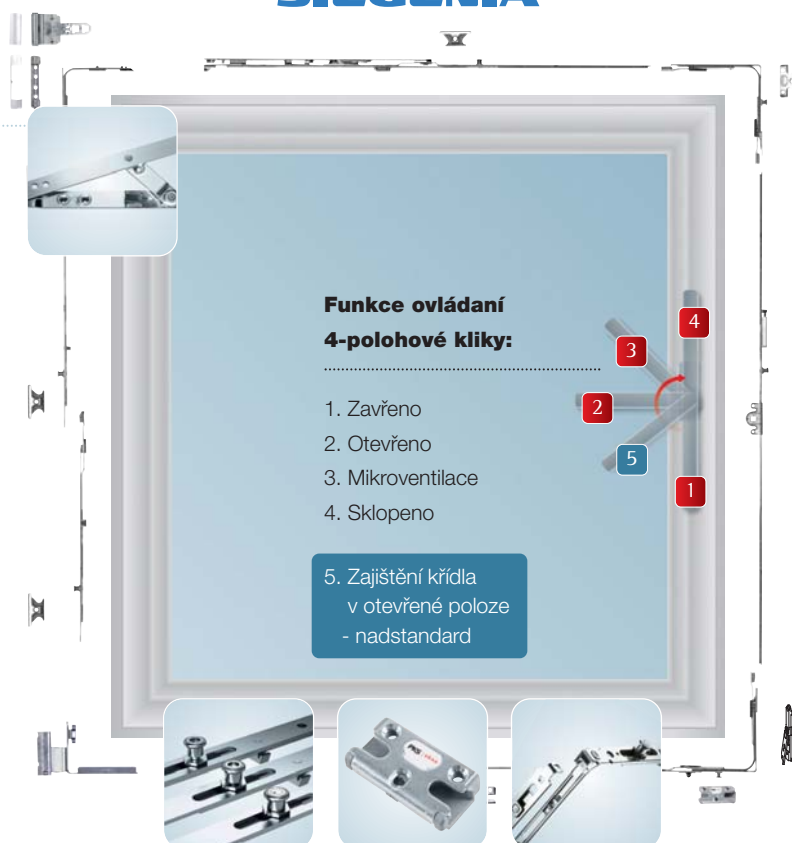 SIEGENIA
Funkce ovládaní
4-polohové kliky:
1. Zavřeno
2. Otevřeno
3. Mikroventilace
4. Sklopeno
5. Zajištění křídla
v otevřené poloze
- nadstandard
4
3
2
5
1